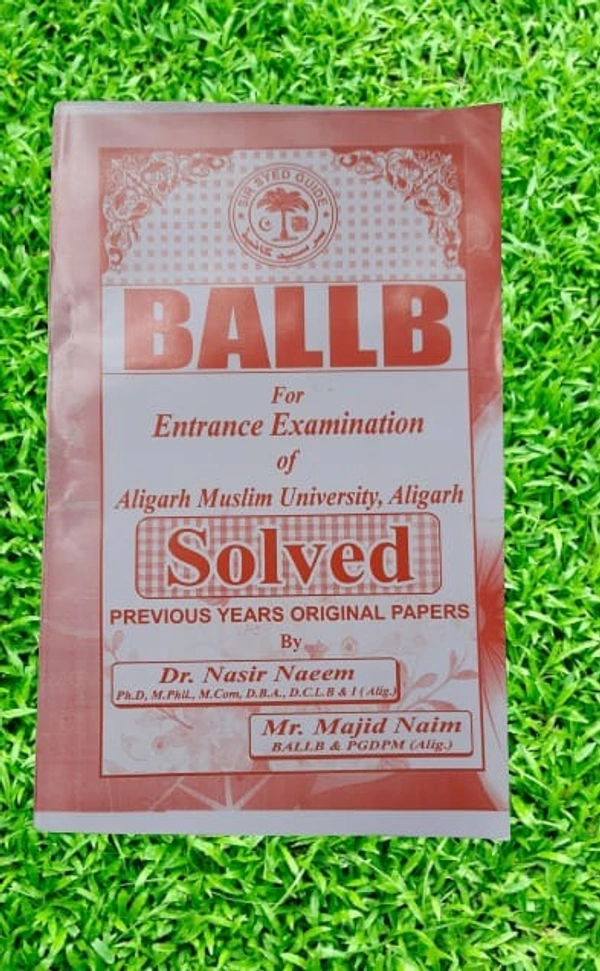 SIR SYED GUIDE
BALLB
For
Entrance Examination
of
Aligarh Muslim University, Aligarh
Solved
PREVIOUS YEARS ORIGINAL PAPERS
By
Dr. Nasir Naeem
Ph.D, M.Phil., M.Com, D.B.A., D.C.L.B & I (Alig.)
Mr. Majid Naim
BALLB & PGDPM (Alig.)